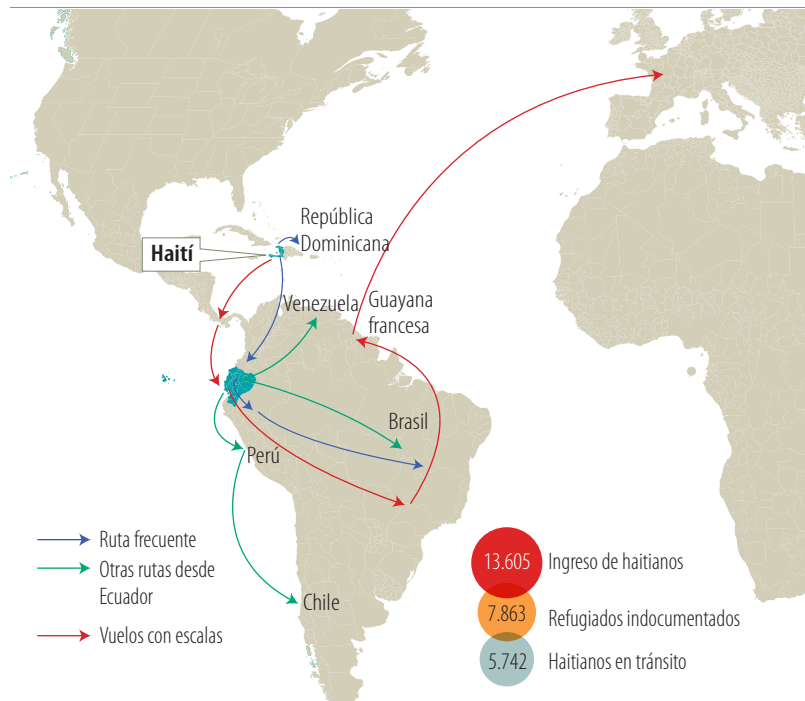 República
Dominicana
Haití
Venezuela
Guayana
francesa
Brasil
Perú
Chile
Ruta frecuente
Otras rutas desde
Ecuador
Vuelos con escalas
13.605 Ingreso de haitianos
7.863 Refugiados indocumentados
5.742 Haitianos en tránsito